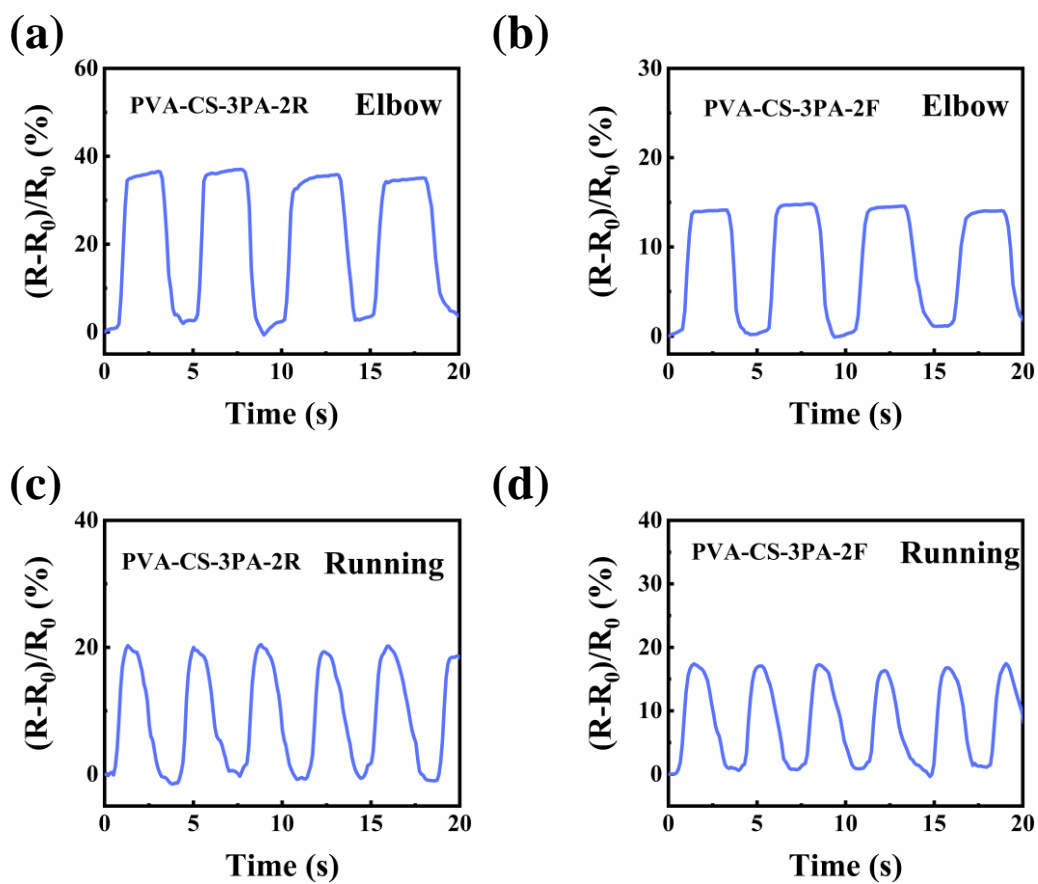 (a)
(b)
60
40
20
0
(R-R0)/R0 (%)
PVA-CS-3PA-2R Elbow
0 5 10 15 20
Time (s)
30
20
10
0
(R-R0)/R0 (%)
PVA-CS-3PA-2F Elbow
0 5 10 15 20
Time (s)
(c)
(d)
40
20
0
(R-R0)/R0 (%)
PVA-CS-3PA-2R Running
0 5 10 15 20
Time (s)
40
30
20
10
0
(R-R0)/R0 (%)
PVA-CS-3PA-2F Running
0 5 10 15 20
Time (s)